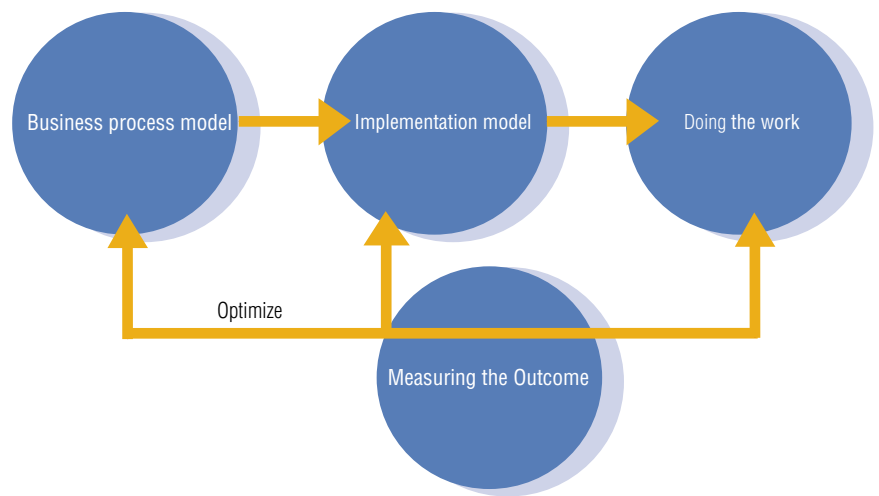 Business process model
Implementation model
Doing the work
Optimize
Measuring the Outcome